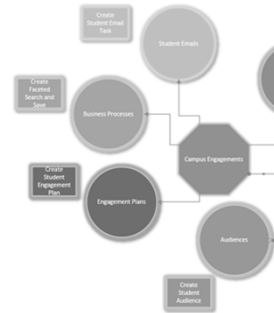 Create
Student Email
Task
Student Emails
Create
Faceted
Search and
Save
Business Processes
Campus Engagements
Create
Student
Engagement
Plan
Engagement Plans
Audiences
Create
Student
Audience